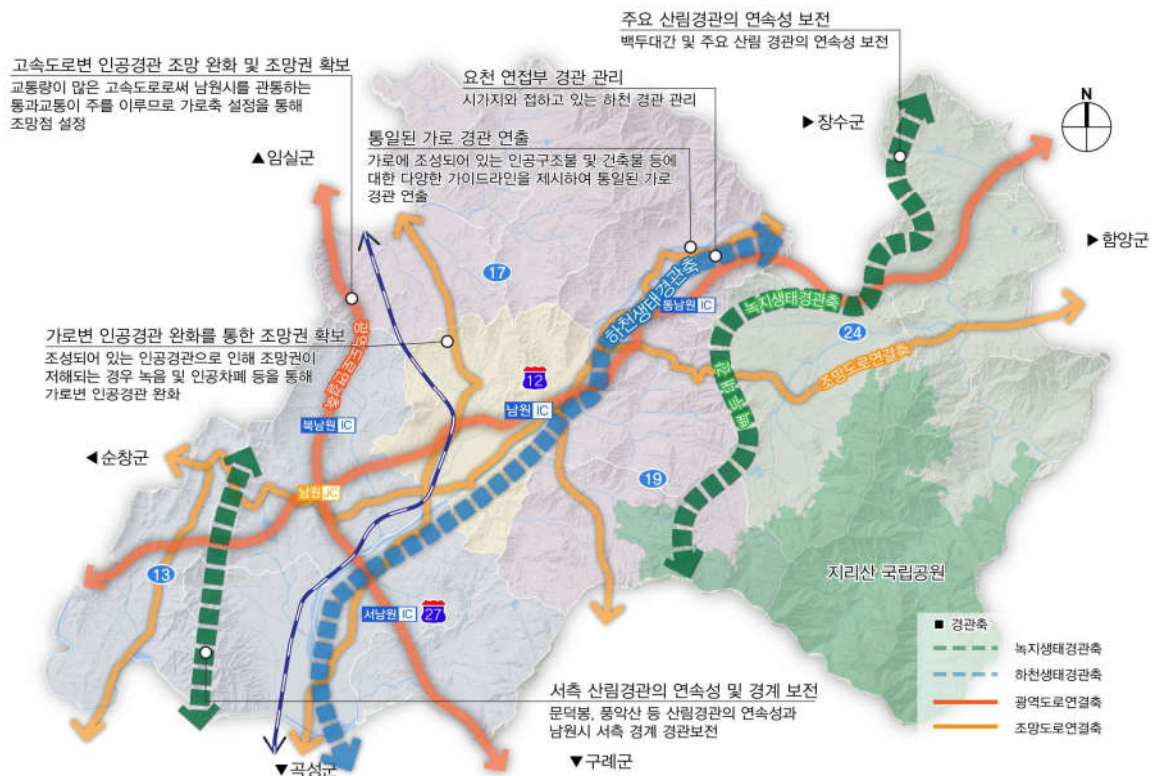 주요 산림경관의 연속성 보전
백두대간 및 주요 산림 경관의 연속성 보전
고속도로변 인공경관 조망 완화 및 조망권 확보
교통량이 많은 고속도로로써 남원시를 관통하는
통과교통이 주를 이루므로 가로축 설정을 통해
조망점 설정
요천 연접부 경관 관리
시가지와 접하고 있는 하천 경관 관리
N
▶장수군
통일된 가로 경관 연출
가로에 조성되어 있는 인공구조물 및 건축물 등에
대한 다양한 가이드라인을 제시하여 통일된 가로
경관 연출
▲임실군
▶함양군
17
하천생태경관축
동남원 IC
녹지생태경관축
24
가로변 인공경관 완화를 통한 조망권 확보
조성되어 있는 인공경관으로 인해 조망권이
저해되는 경우 녹음 및 인공차폐 등을 통해
가로변 인공경관 완화
광역도로연결축
조망도로연결축
12
백두대간
남원 IC
북남원 IC
◀순창군
19
남원 JC
13
지리산 국립공원
서남원 IC
27
■ 경관축
녹지생태경관축
하천생태경관축
광역도로연결축
조망도로연결축
서측 산림경관의 연속성 및 경계 보전
문덕봉, 풍악산 등 산림경관의 연속성과
남원시 서측 경계 경관보전
▼곡성군
▼구례군